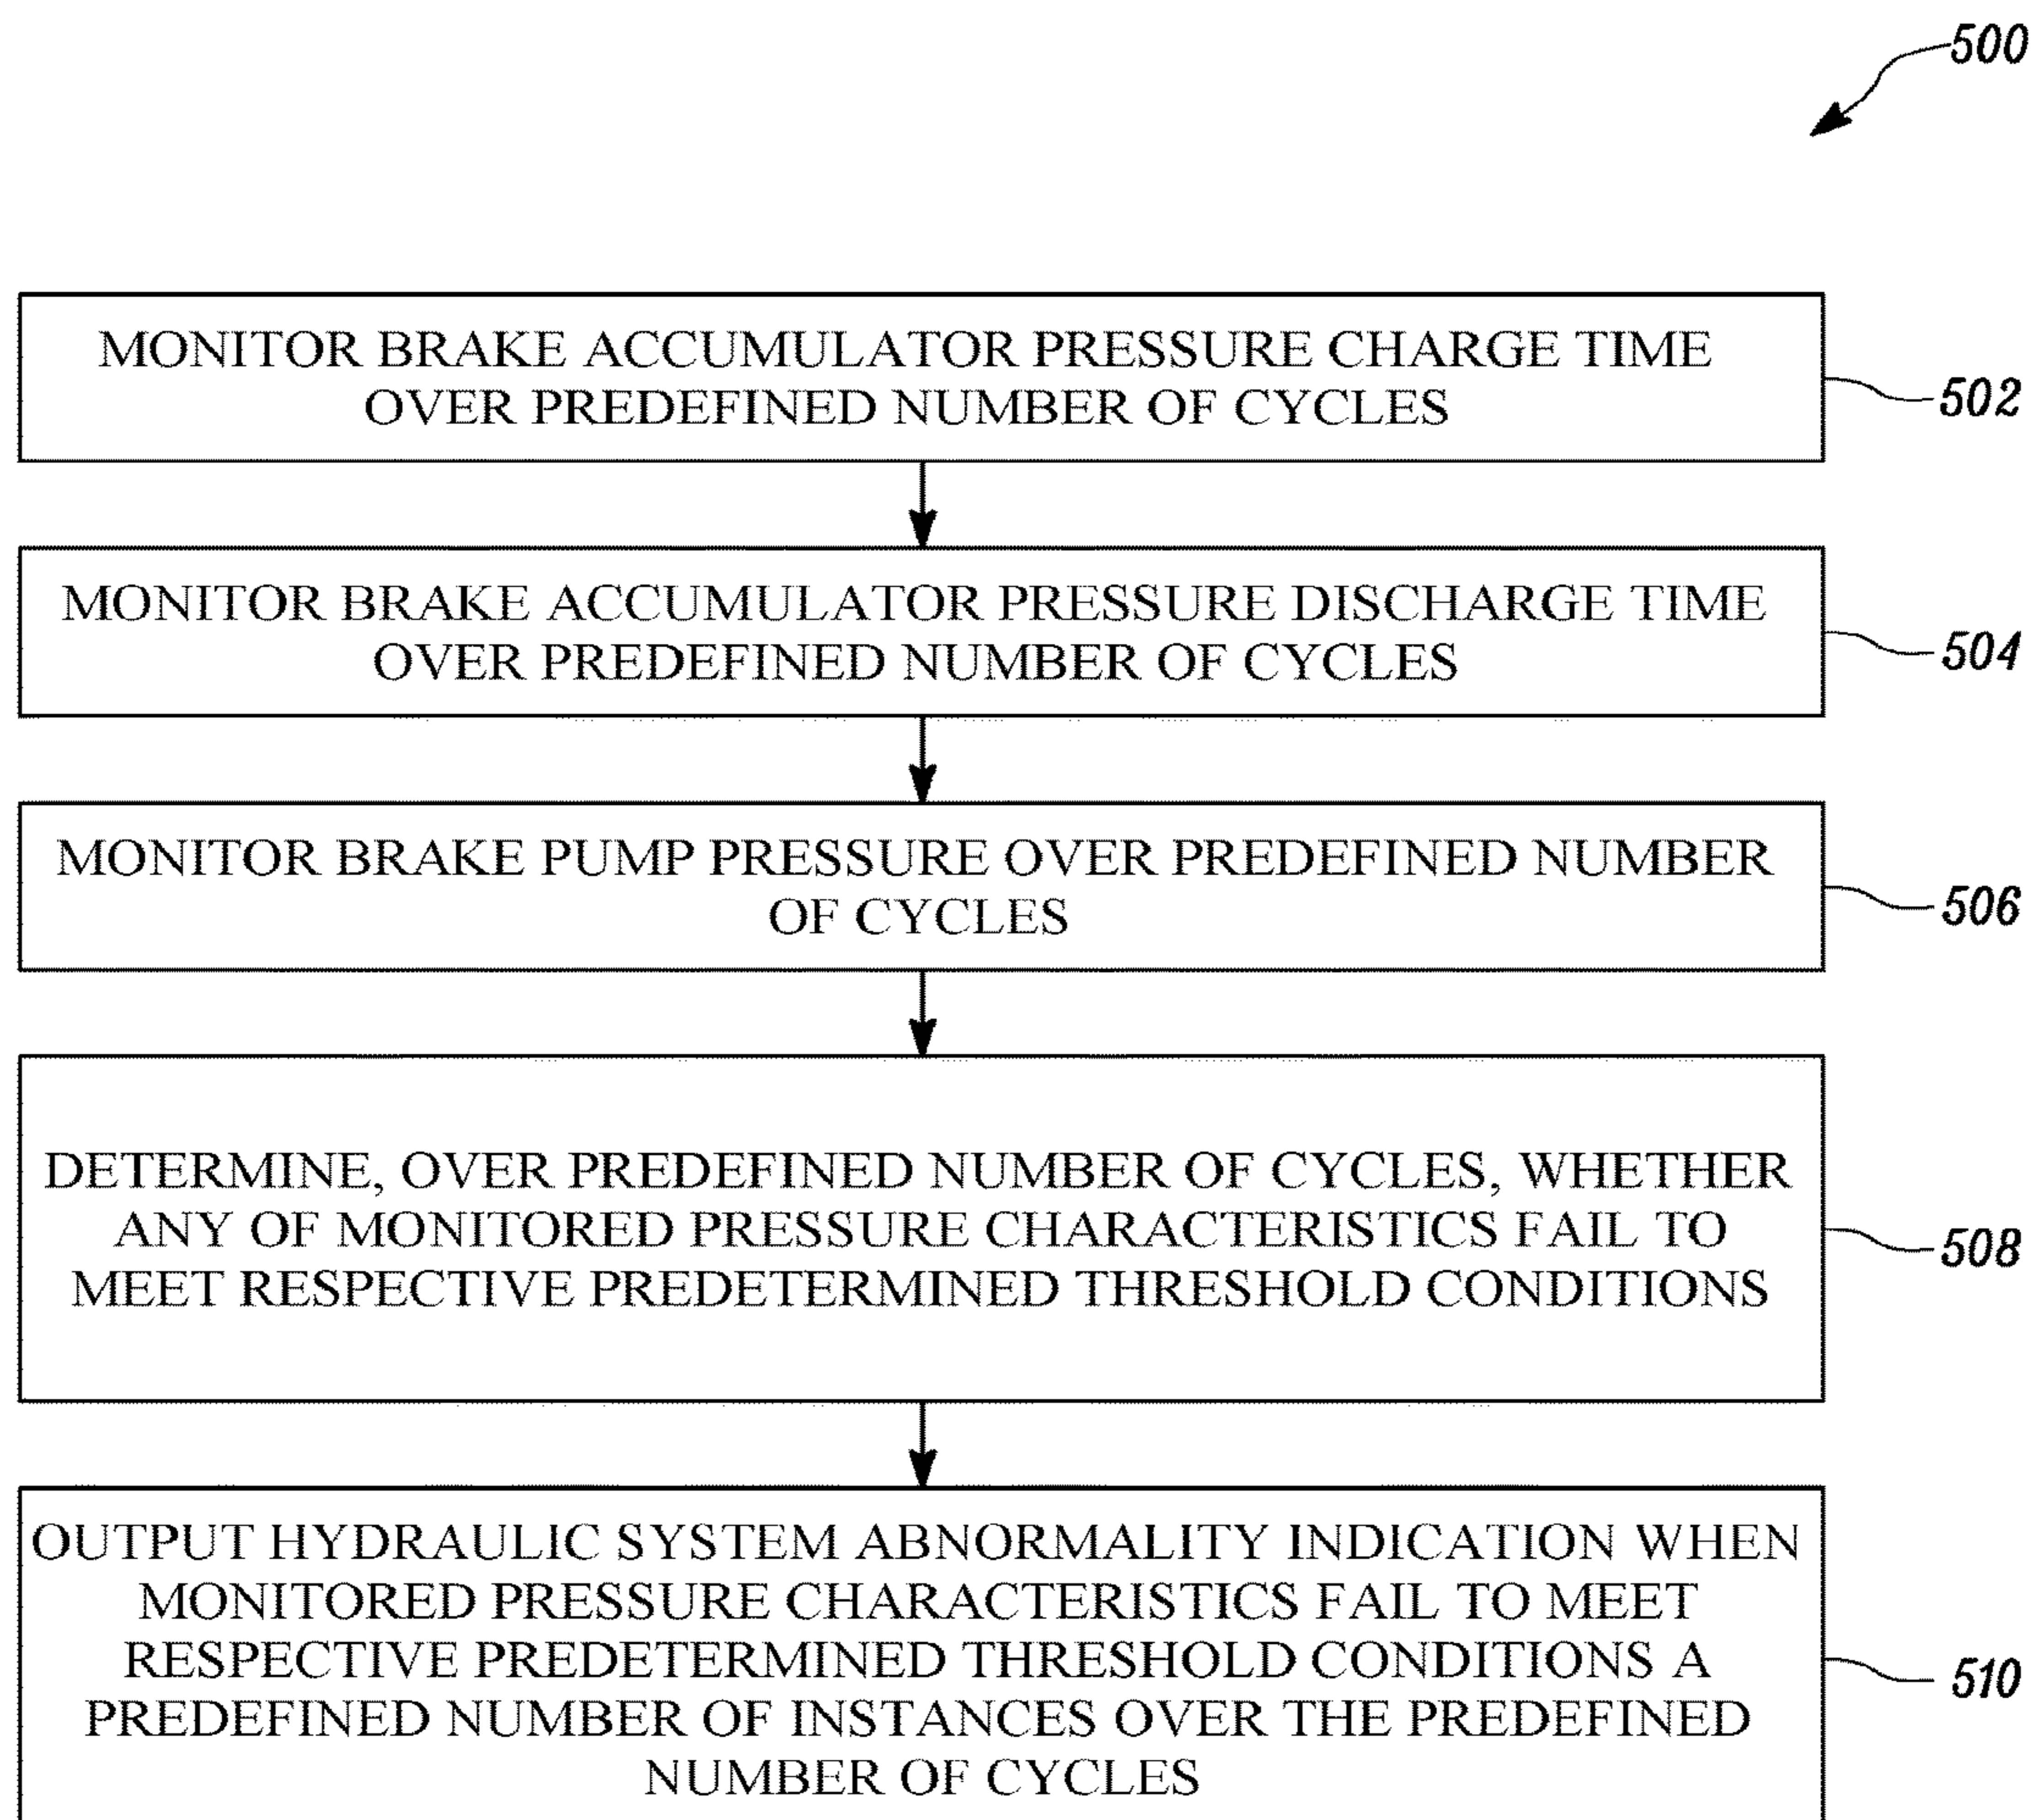 500
MONITOR BRAKE ACCUMULATOR PRESSURE CHARGE TIME
OVER PREDEFINED NUMBER OF CYCLES
502
MONITOR BRAKE ACCUMULATOR PRESSURE DISCHARGE TIME
OVER PREDEFINED NUMBER OF CYCLES
504
MONITOR BRAKE PUMP PRESSURE OVER PREDEFINED NUMBER
OF CYCLES
506
DETERMINE, OVER PREDEFINED NUMBER OF CYCLES, WHETHER
ANY OF MONITORED PRESSURE CHARACTERISTICS FAIL TO
MEET RESPECTIVE PREDETERMINED THRESHOLD CONDITIONS
508
OUTPUT HYDRAULIC SYSTEM ABNORMALITY INDICATION WHEN
MONITORED PRESSURE CHARACTERISTICS FAIL TO MEET
RESPECTIVE PREDETERMINED THRESHOLD CONDITIONS A
PREDEFINED NUMBER OF INSTANCES OVER THE PREDEFINED
NUMBER OF CYCLES
510